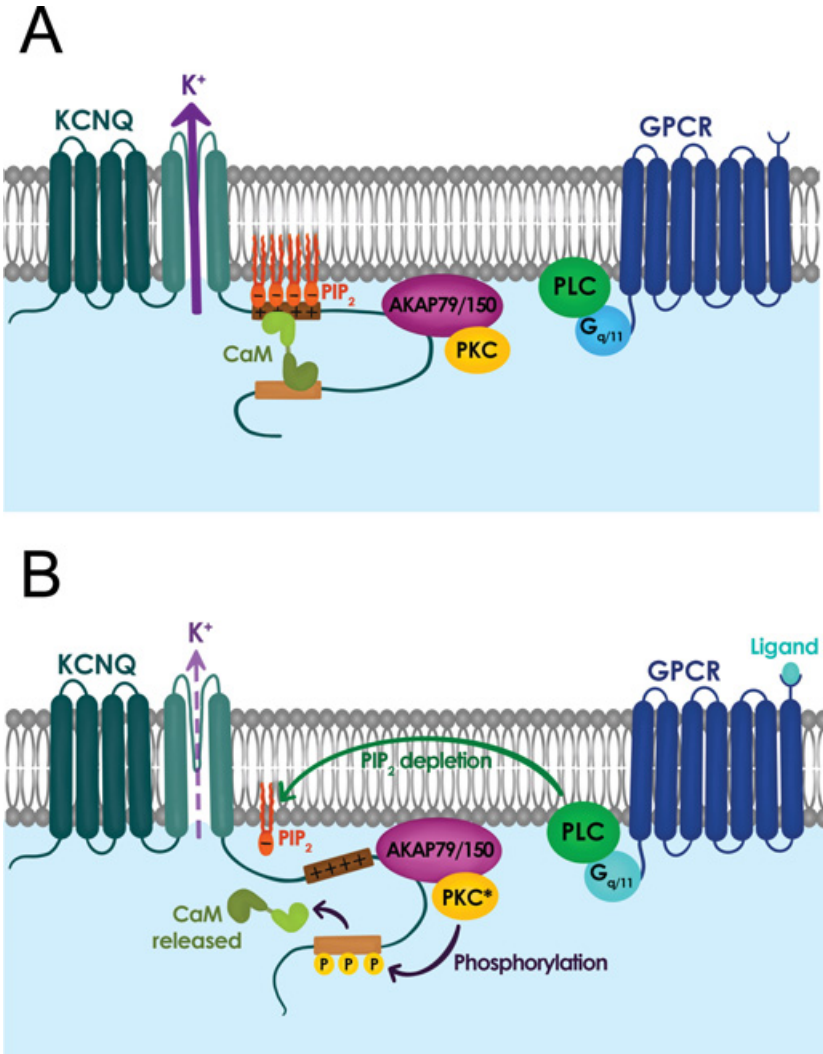 A
K⁺
KCNQ
GPCR
− − − −
PIP₂
+ + + +
CaM
AKAP79/150
PKC
PLC
Gq/11
B
K⁺
KCNQ
GPCR
Ligand
PIP₂ depletion
−
PIP₂
++++
AKAP79/150
PKC*
PLC
Gq/11
CaM
released
P P P
Phosphorylation